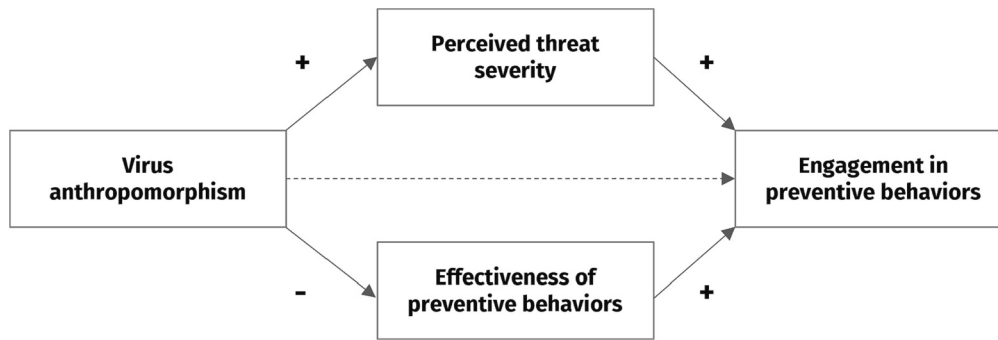 Perceived threat
severity
+
+
Virus
anthropomorphism
Engagement in
preventive behaviors
Effectiveness of
preventive behaviors
-
+